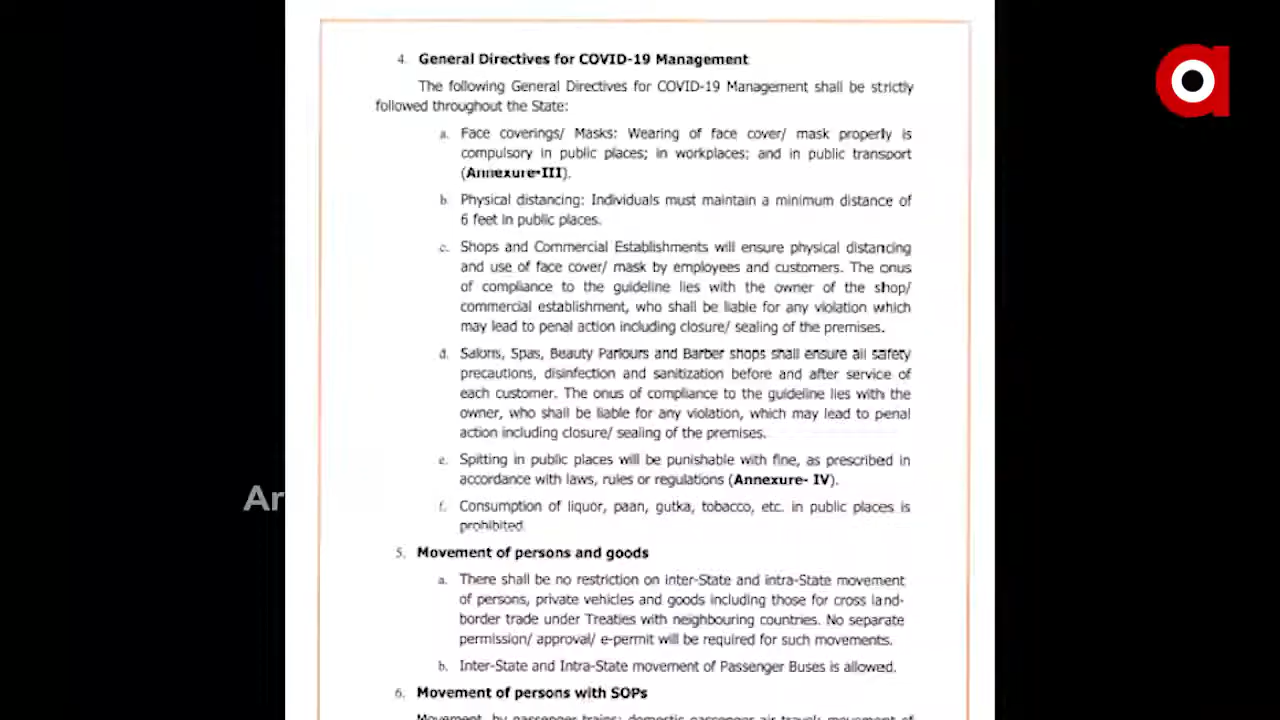 4. General Directives for COVID-19 Management
The following General Directives for COVID-19 Management shall be strictly
followed throughout the State:
a. Face coverings/ Masks: Wearing of face cover/ mask properly is
compulsory in public places; in workplaces; and in public transport
(Annexure-III).
b. Physical distancing: Individuals must maintain a minimum distance of
6 feet in public places.
c. Shops and Commercial Establishments will ensure physical distancing
and use of face cover/ mask by employees and customers. The onus
of compliance to the guideline lies with the owner of the shop/
commercial establishment, who shall be liable for any violation which
may lead to penal action including closure/ sealing of the premises.
d. Salons, Spas, Beauty Parlours and Barber shops shall ensure all safety
precautions, disinfection and sanitization before and after service of
each customer. The onus of compliance to the guideline lies with the
owner, who shall be liable for any violation, which may lead to penal
action including closure/ sealing of the premises.
e. Spitting in public places will be punishable with fine, as prescribed in
accordance with laws, rules or regulations (Annexure- IV).
f. Consumption of liquor, paan, gutka, tobacco, etc. in public places is
prohibited.
Ar
5. Movement of persons and goods
a. There shall be no restriction on inter-State and intra-State movement
of persons, private vehicles and goods including those for cross land-
border trade under Treaties with neighbouring countries. No separate
permission/ approval/ e-permit will be required for such movements.
b. Inter-State and Intra-State movement of Passenger Buses is allowed.
6. Movement of persons with SOPs
Movement by passenger trains; domestic passenger air travel; movement of